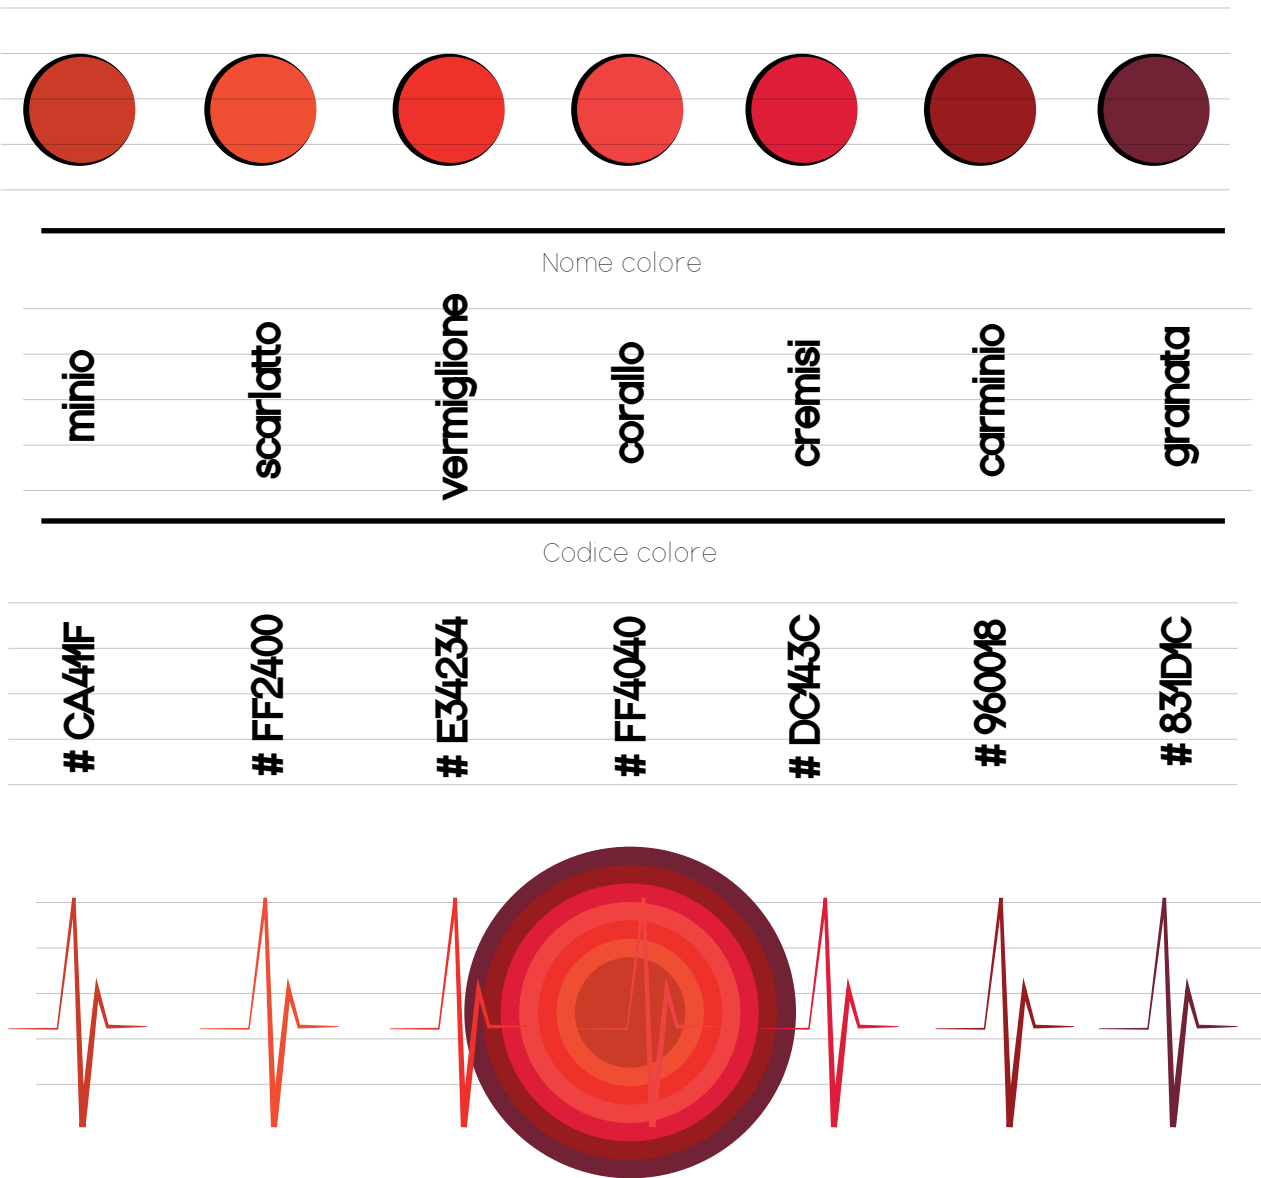 Nome colore
minio
scarlatto
vermiglione
corallo
cremisi
carminio
granata
Codice colore
# CA411F
# FF2400
# E34234
# FF4040
# DC143C
# 960018
# 831D1C